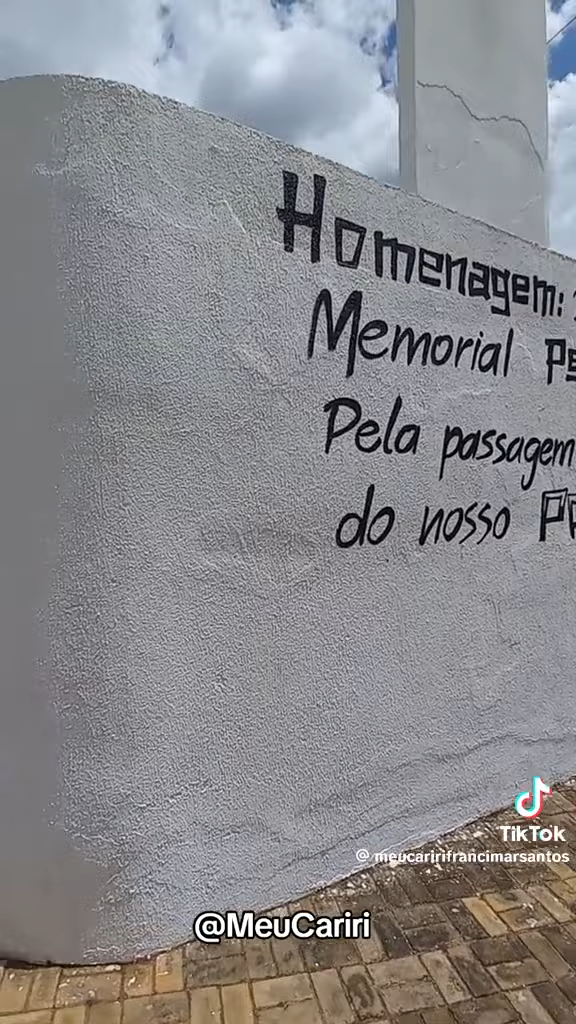 Homenagem:
Memorial
Pela passagem
do nosso
TikTok
@meucaririfrancimarsantos
@MeuCariri